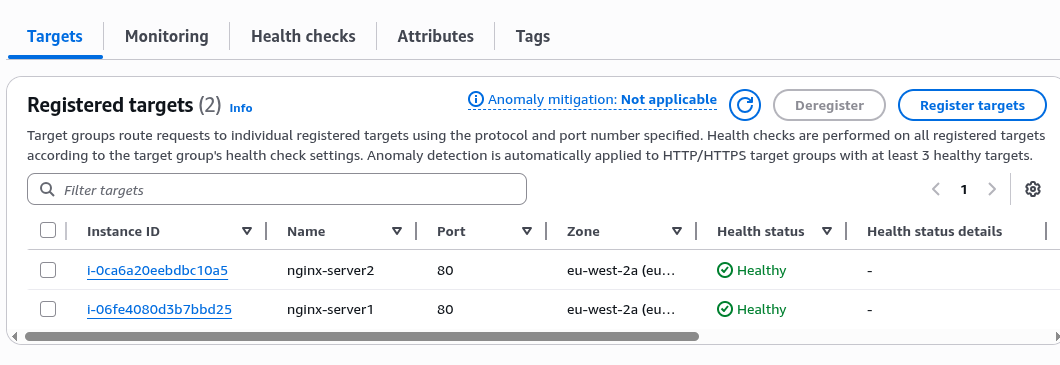 Targets Monitoring Health checks Attributes Tags
Registered targets (2) Info Anomaly mitigation: Not applicable Deregister Register targets
Target groups route requests to individual registered targets using the protocol and port number specified. Health checks are performed on all registered targets
according to the target group's health check settings. Anomaly detection is automatically applied to HTTP/HTTPS target groups with at least 3 healthy targets.
Filter targets 1
Instance ID Name Port Zone Health status Health status details
i-0ca6a20eebdbc10a5 nginx-server2 80 eu-west-2a (eu... Healthy -
i-06fe4080d3b7bbd25 nginx-server1 80 eu-west-2a (eu... Healthy -